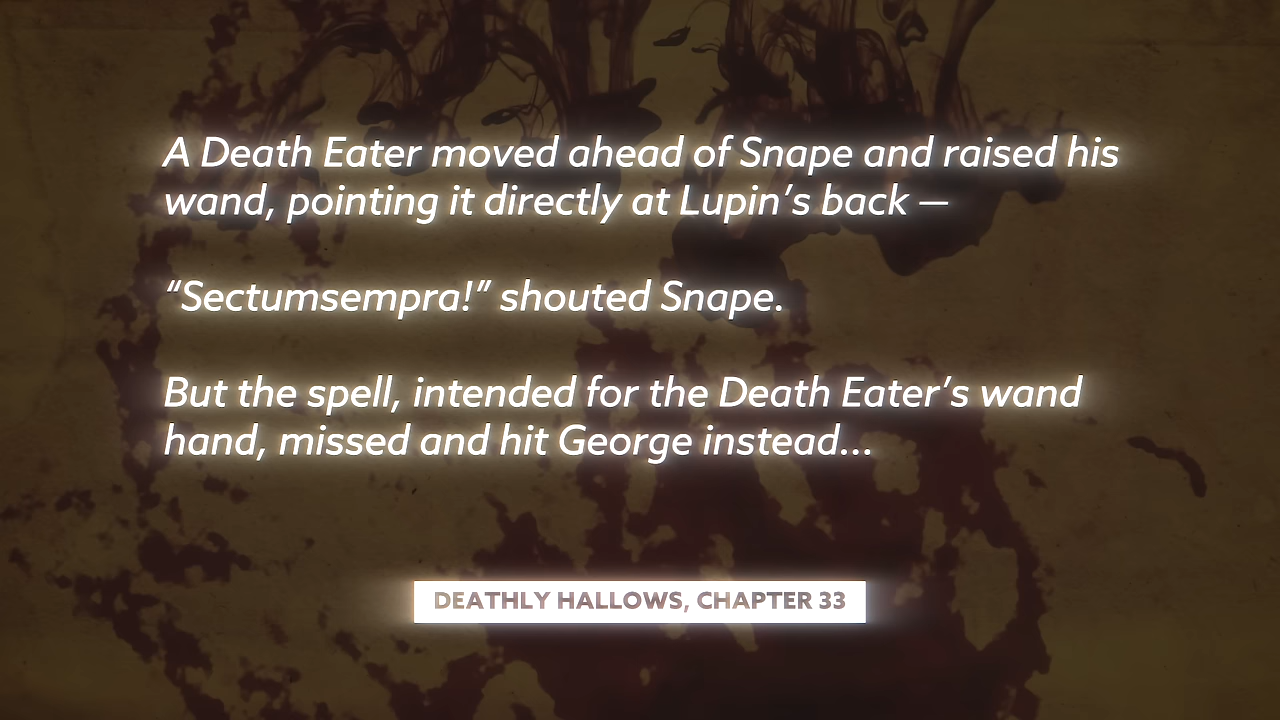 A Death Eater moved ahead of Snape and raised his
wand, pointing it directly at Lupin’s back —
“Sectumsempra!” shouted Snape.
But the spell, intended for the Death Eater’s wand
hand, missed and hit George instead...
DEATHLY HALLOWS, CHAPTER 33